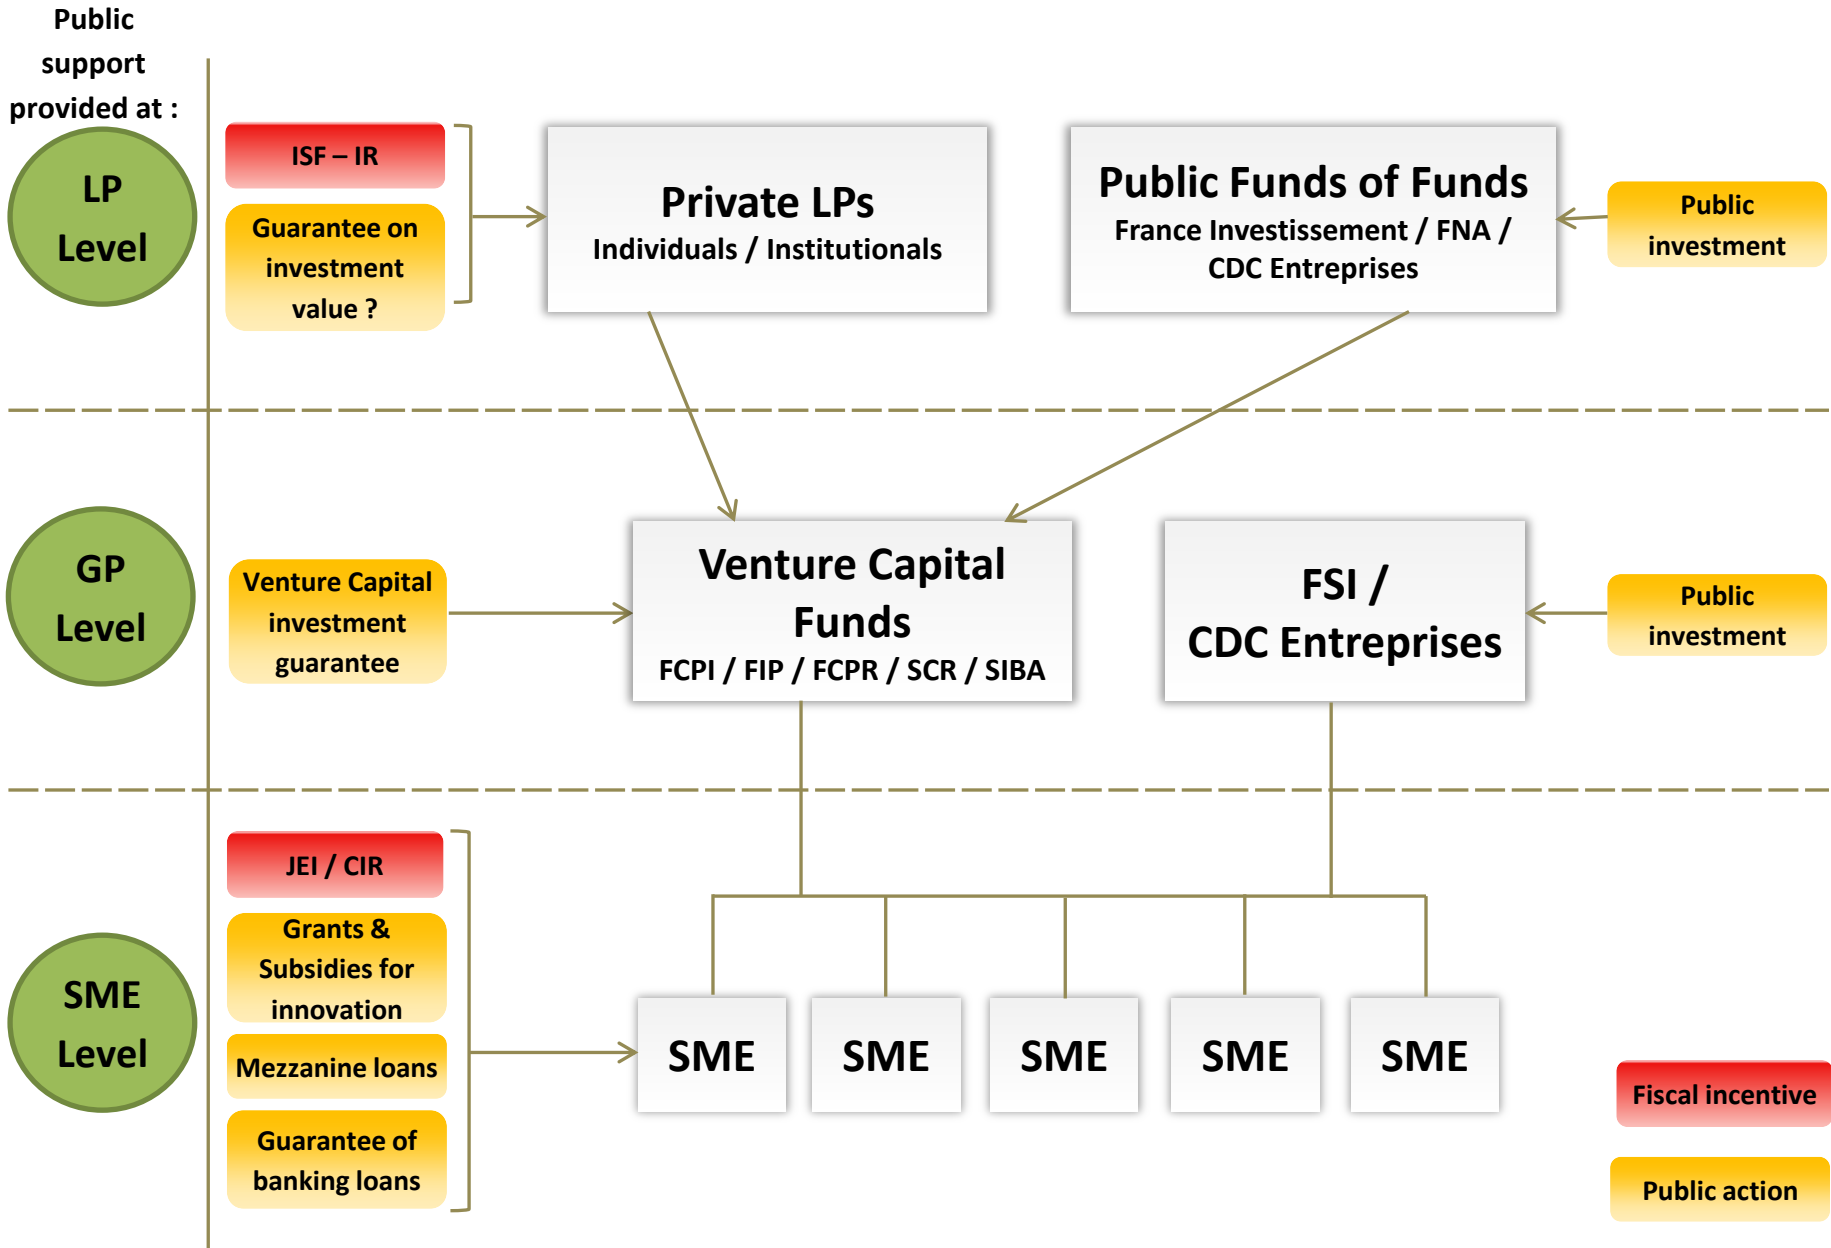 Public
support
provided at :
LP
Level
ISF – IR
Guarantee on
investment
value ?
Private LPs
Individuals / Institutionals
Public Funds of Funds
France Investissement / FNA /
CDC Entreprises
Public
investment
GP
Level
Venture Capital
investment
guarantee
Venture Capital
Funds
FCPI / FIP / FCPR / SCR / SIBA
FSI /
CDC Entreprises
Public
investment
SME
Level
JEI / CIR
Grants &
Subsidies for
innovation
Mezzanine loans
Guarantee of
banking loans
SME
SME
SME
SME
SME
Fiscal incentive
Public action